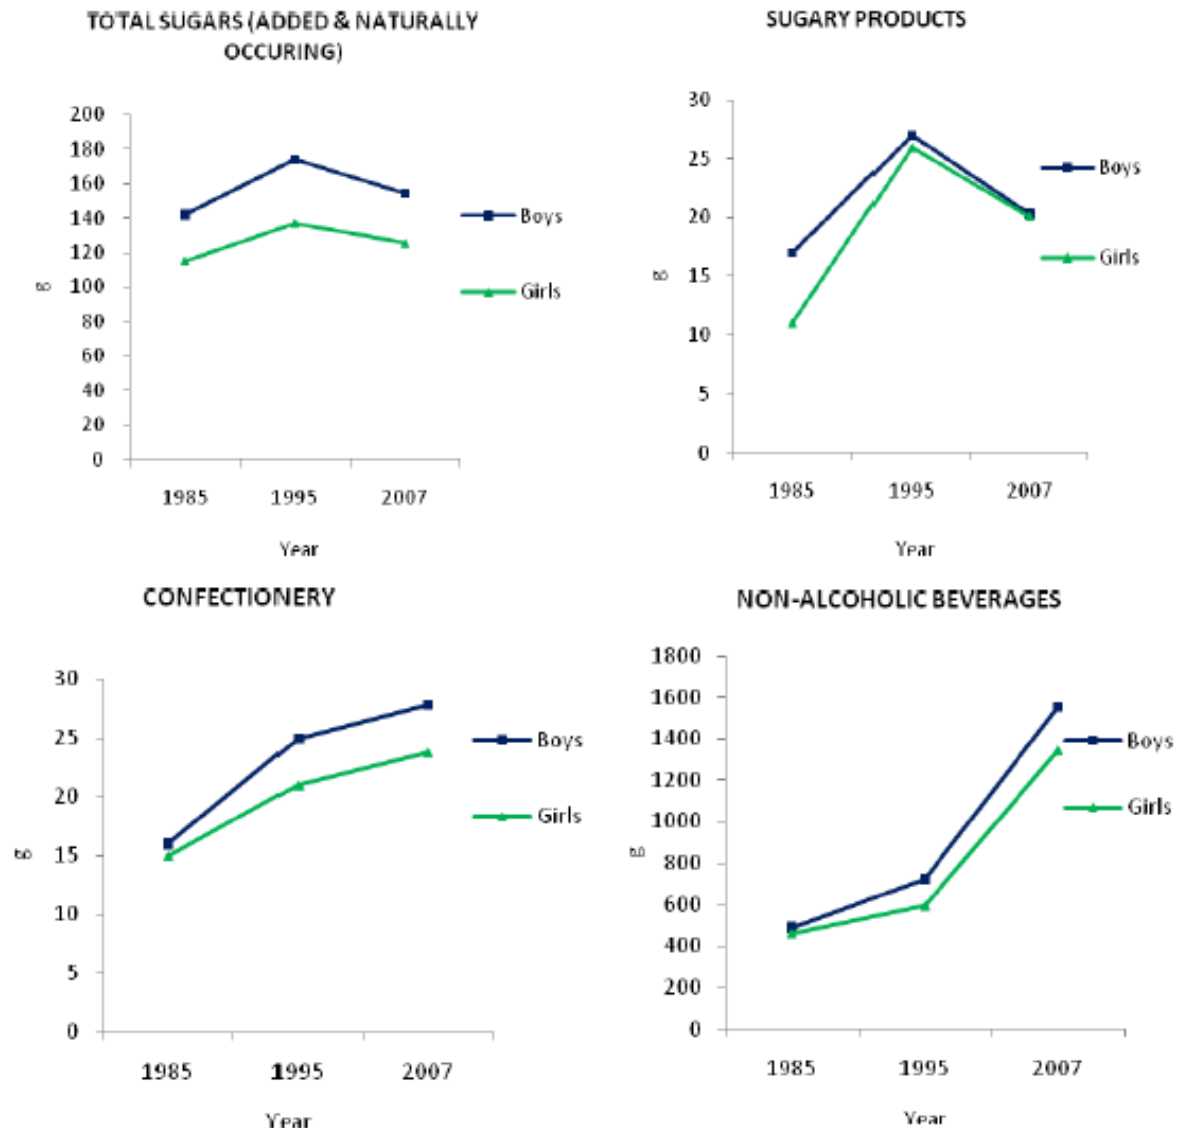 TOTAL SUGARS (ADDED & NATURALLY
OCCURING)
200
180
160
140
120
100
80
60
40
20
0
g
1985 1995 2007
Year
Boys
Girls
SUGARY PRODUCTS
30
25
20
15
10
5
0
g
1985 1995 2007
Year
Boys
Girls
CONFECTIONERY
30
25
20
15
10
5
0
g
1985 1995 2007
Year
Boys
Girls
NON-ALCOHOLIC BEVERAGES
1800
1600
1400
1200
1000
800
600
400
200
0
g
1985 1995 2007
Year
Boys
Girls